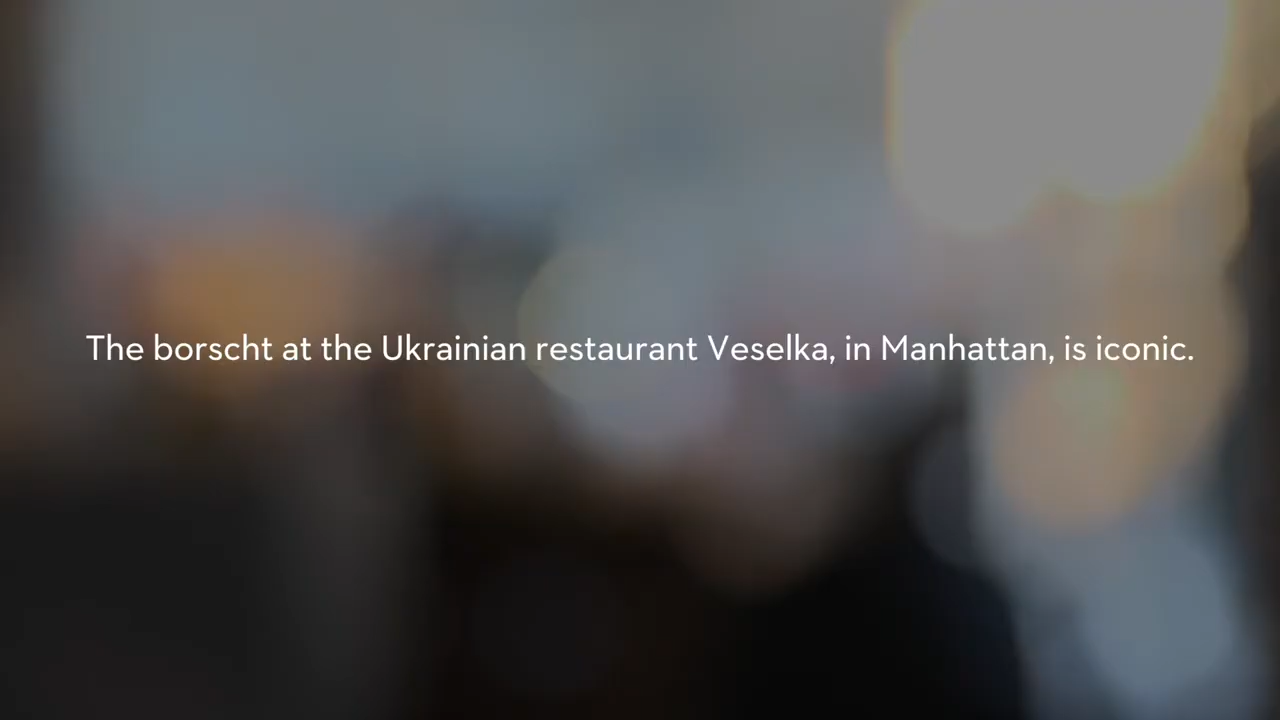 The borscht at the Ukrainian restaurant Veselka, in Manhattan, is iconic.